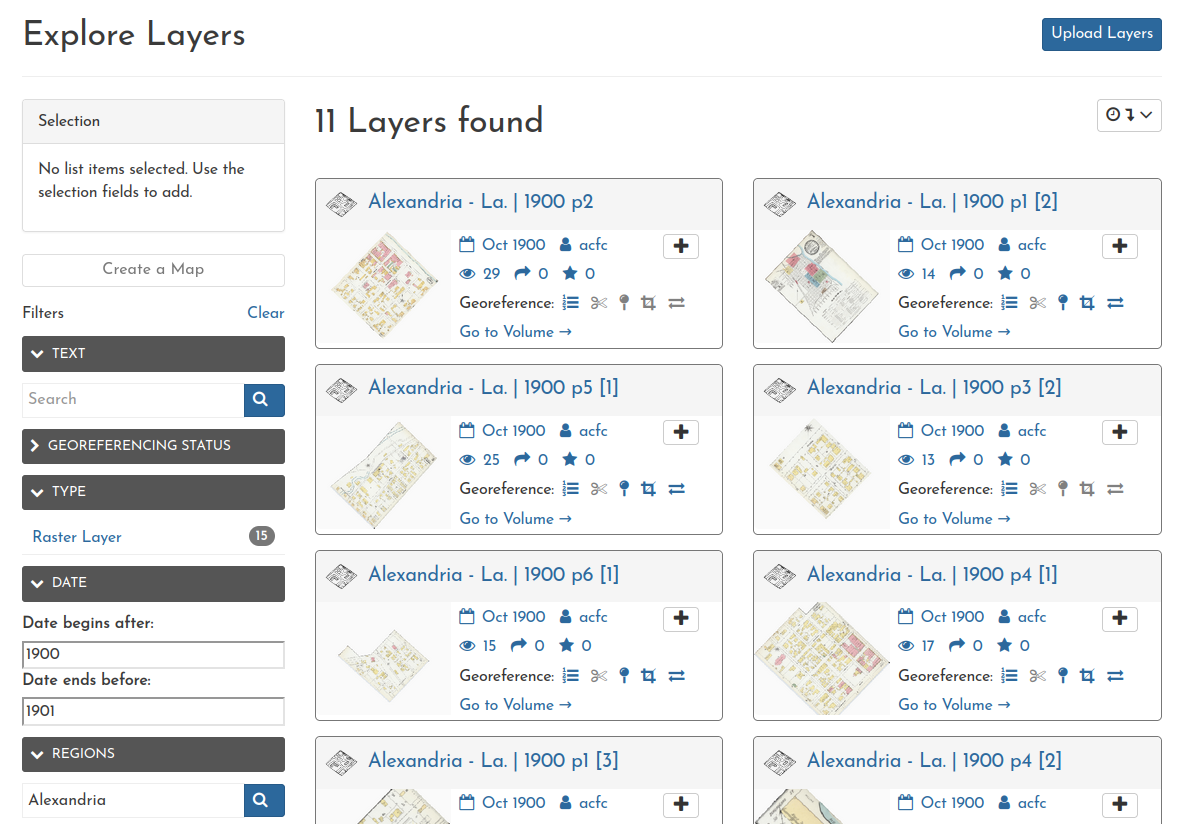 Explore Layers
Upload Layers
Selection
No list items selected. Use the
selection fields to add.
Create a Map
Filters
Clear
TEXT
Search
GEOREFERENCING STATUS
TYPE
Raster Layer
15
DATE
Date begins after:
1900
Date ends before:
1901
REGIONS
Alexandria
11 Layers found
Alexandria - La. | 1900 p2
Oct 1900 acfc
29 0 0
Georeference:
Go to Volume →
Alexandria - La. | 1900 p1 [2]
Oct 1900 acfc
14 0 0
Georeference:
Go to Volume →
Alexandria - La. | 1900 p5 [1]
Oct 1900 acfc
25 0 0
Georeference:
Go to Volume →
Alexandria - La. | 1900 p3 [2]
Oct 1900 acfc
13 0 0
Georeference:
Go to Volume →
Alexandria - La. | 1900 p6 [1]
Oct 1900 acfc
15 0 0
Georeference:
Go to Volume →
Alexandria - La. | 1900 p4 [1]
Oct 1900 acfc
17 0 0
Georeference:
Go to Volume →
Alexandria - La. | 1900 p1 [3]
Oct 1900 acfc
Alexandria - La. | 1900 p4 [2]
Oct 1900 acfc